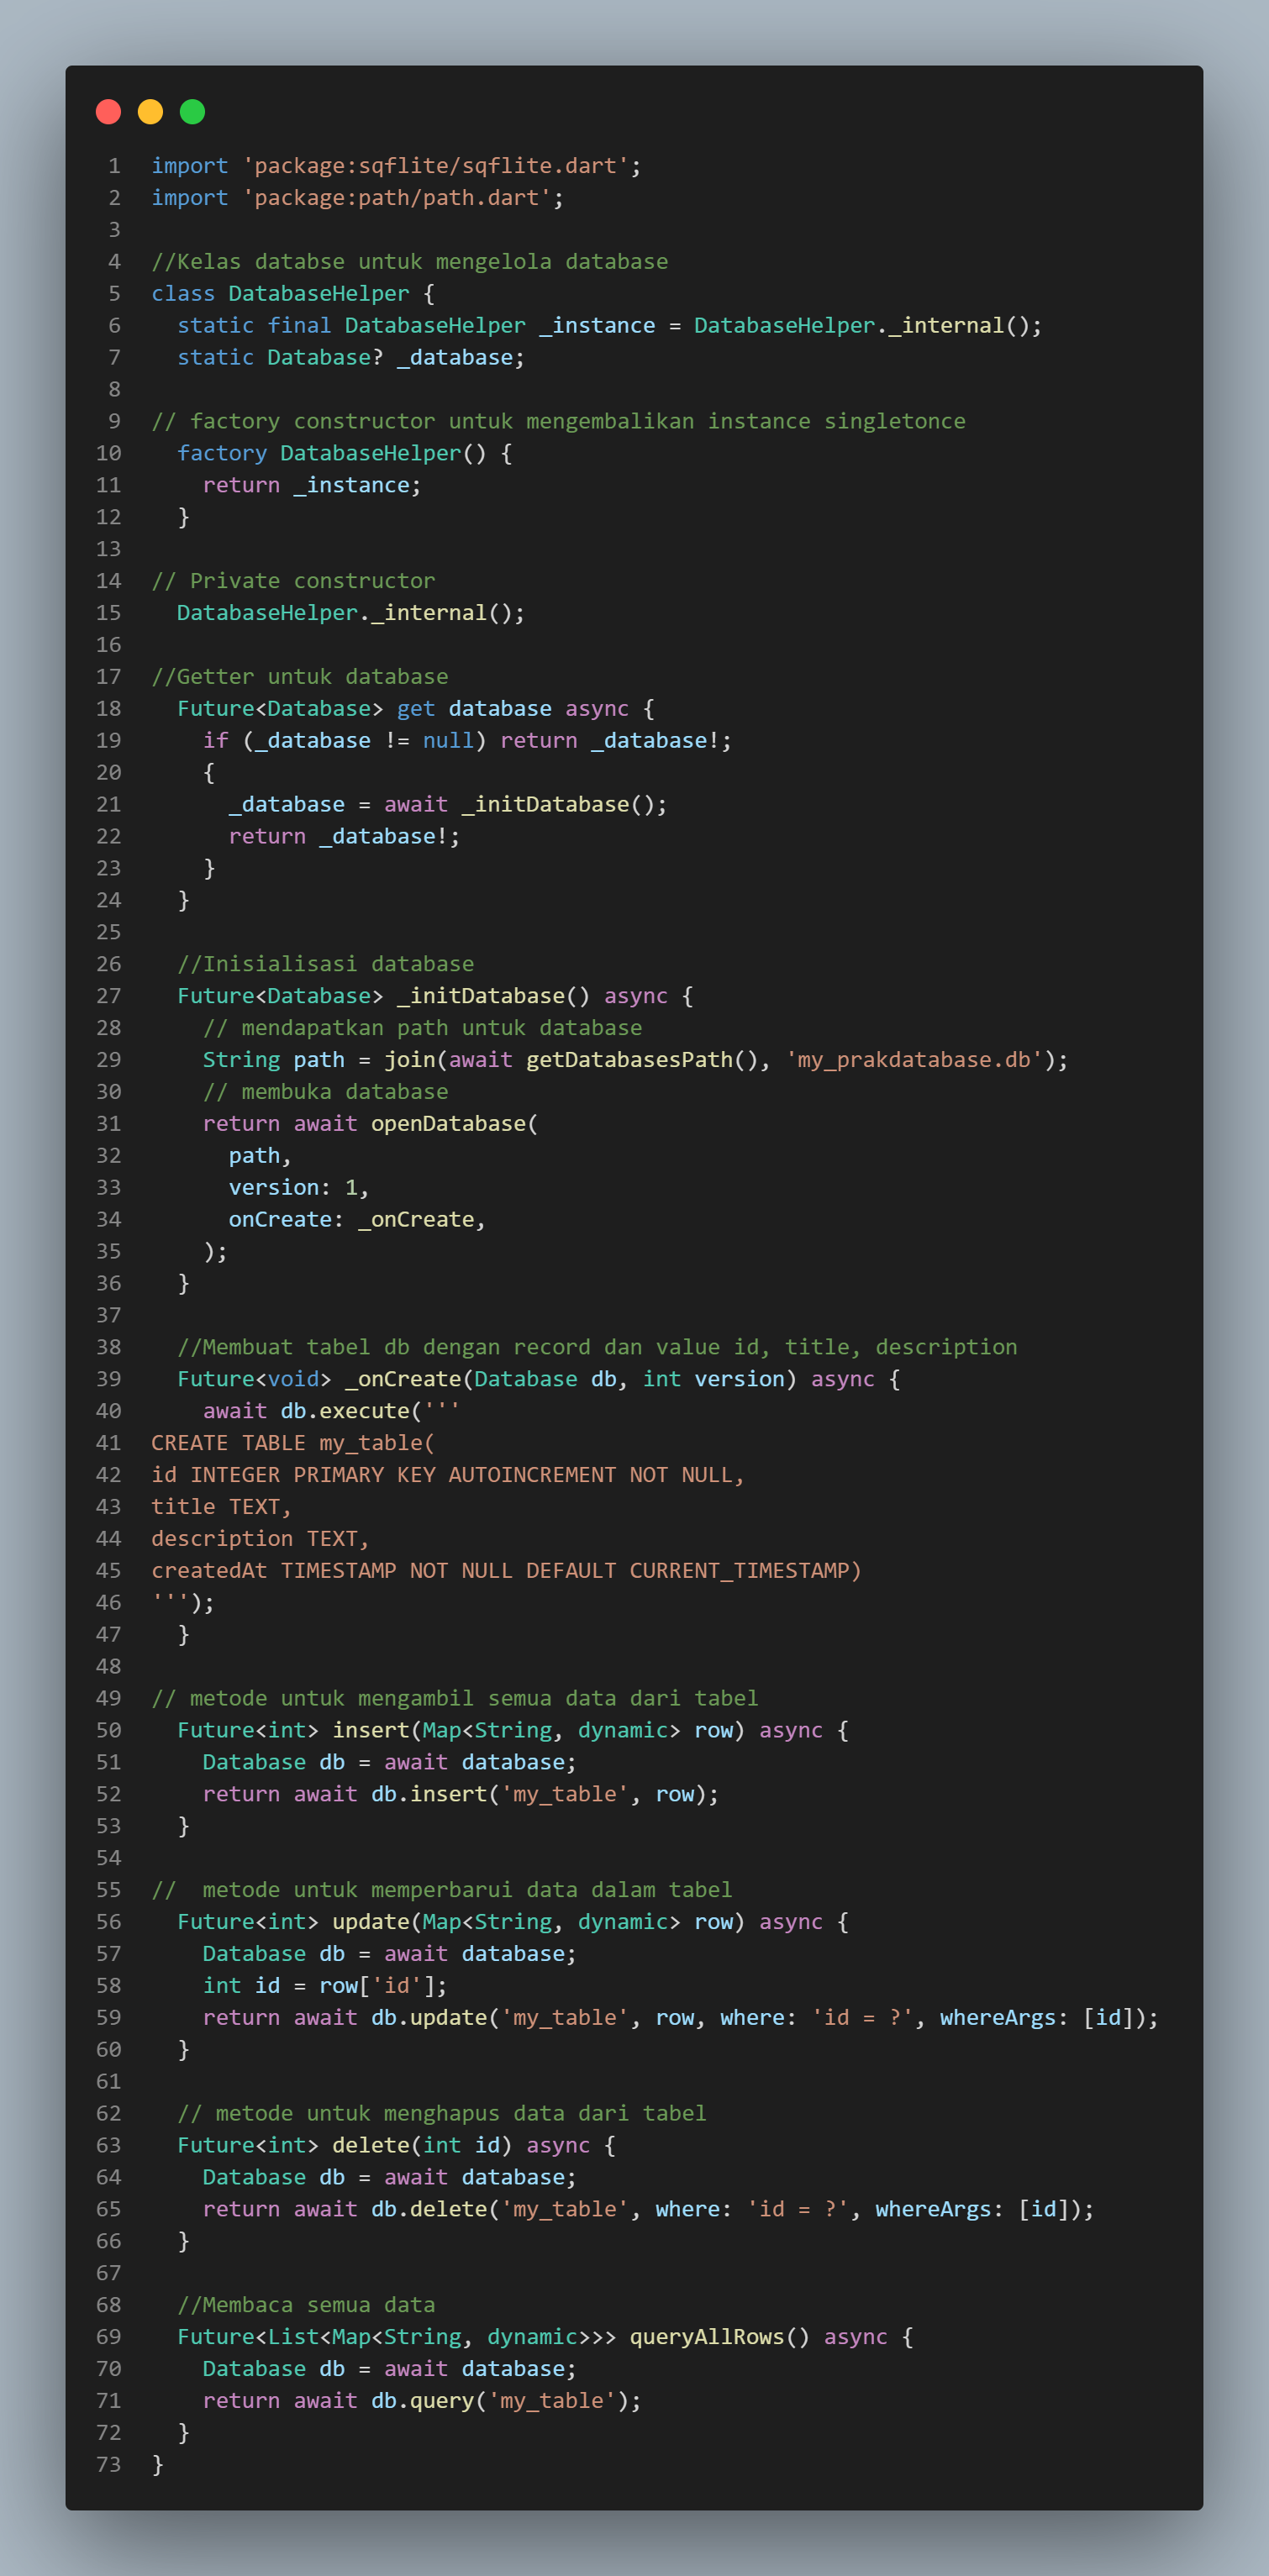 1 import 'package:sqflite/sqflite.dart';
2 import 'package:path/path.dart';
3
4 //Kelas databse untuk mengelola database
5 class DatabaseHelper {
6   static final DatabaseHelper _instance = DatabaseHelper._internal();
7   static Database? _database;
8
9 // factory constructor untuk mengembalikan instance singletonce
10   factory DatabaseHelper() {
11     return _instance;
12   }
13
14 // Private constructor
15   DatabaseHelper._internal();
16
17 //Getter untuk database
18   Future<Database> get database async {
19     if (_database != null) return _database!;
20     {
21       _database = await _initDatabase();
22       return _database!;
23     }
24   }
25
26   //Inisialisasi database
27   Future<Database> _initDatabase() async {
28     // mendapatkan path untuk database
29     String path = join(await getDatabasesPath(), 'my_prakdatabase.db');
30     // membuka database
31     return await openDatabase(
32       path,
33       version: 1,
34       onCreate: _onCreate,
35     );
36   }
37
38   //Membuat tabel db dengan record dan value id, title, description
39   Future<void> _onCreate(Database db, int version) async {
40     await db.execute('''
41 CREATE TABLE my_table(
42 id INTEGER PRIMARY KEY AUTOINCREMENT NOT NULL,
43 title TEXT,
44 description TEXT,
45 createdAt TIMESTAMP NOT NULL DEFAULT CURRENT_TIMESTAMP)
46 ''');
47   }
48
49 // metode untuk mengambil semua data dari tabel
50   Future<int> insert(Map<String, dynamic> row) async {
51     Database db = await database;
52     return await db.insert('my_table', row);
53   }
54
55 //  metode untuk memperbarui data dalam tabel
56   Future<int> update(Map<String, dynamic> row) async {
57     Database db = await database;
58     int id = row['id'];
59     return await db.update('my_table', row, where: 'id = ?', whereArgs: [id]);
60   }
61
62   // metode untuk menghapus data dari tabel
63   Future<int> delete(int id) async {
64     Database db = await database;
65     return await db.delete('my_table', where: 'id = ?', whereArgs: [id]);
66   }
67
68   //Membaca semua data
69   Future<List<Map<String, dynamic>>> queryAllRows() async {
70     Database db = await database;
71     return await db.query('my_table');
72   }
73 }